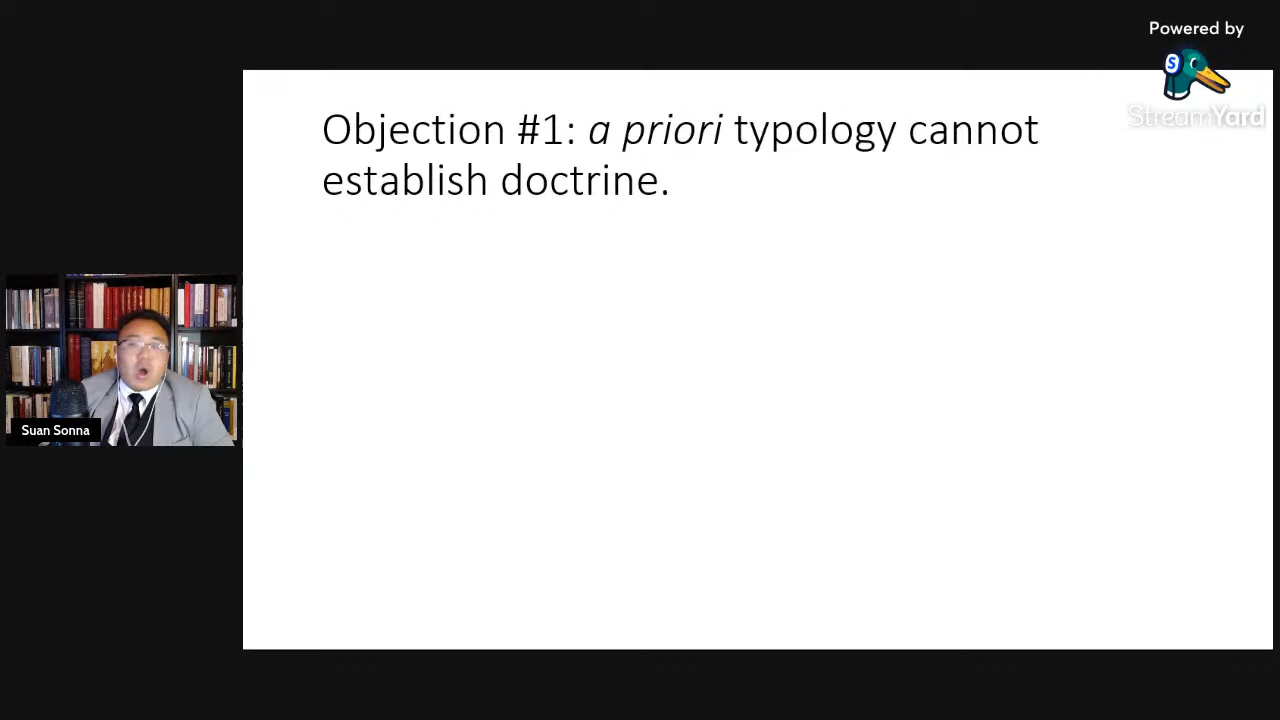 Powered by
S
StreamYard
Objection #1: a priori typology cannot
establish doctrine.
Suan Sonna